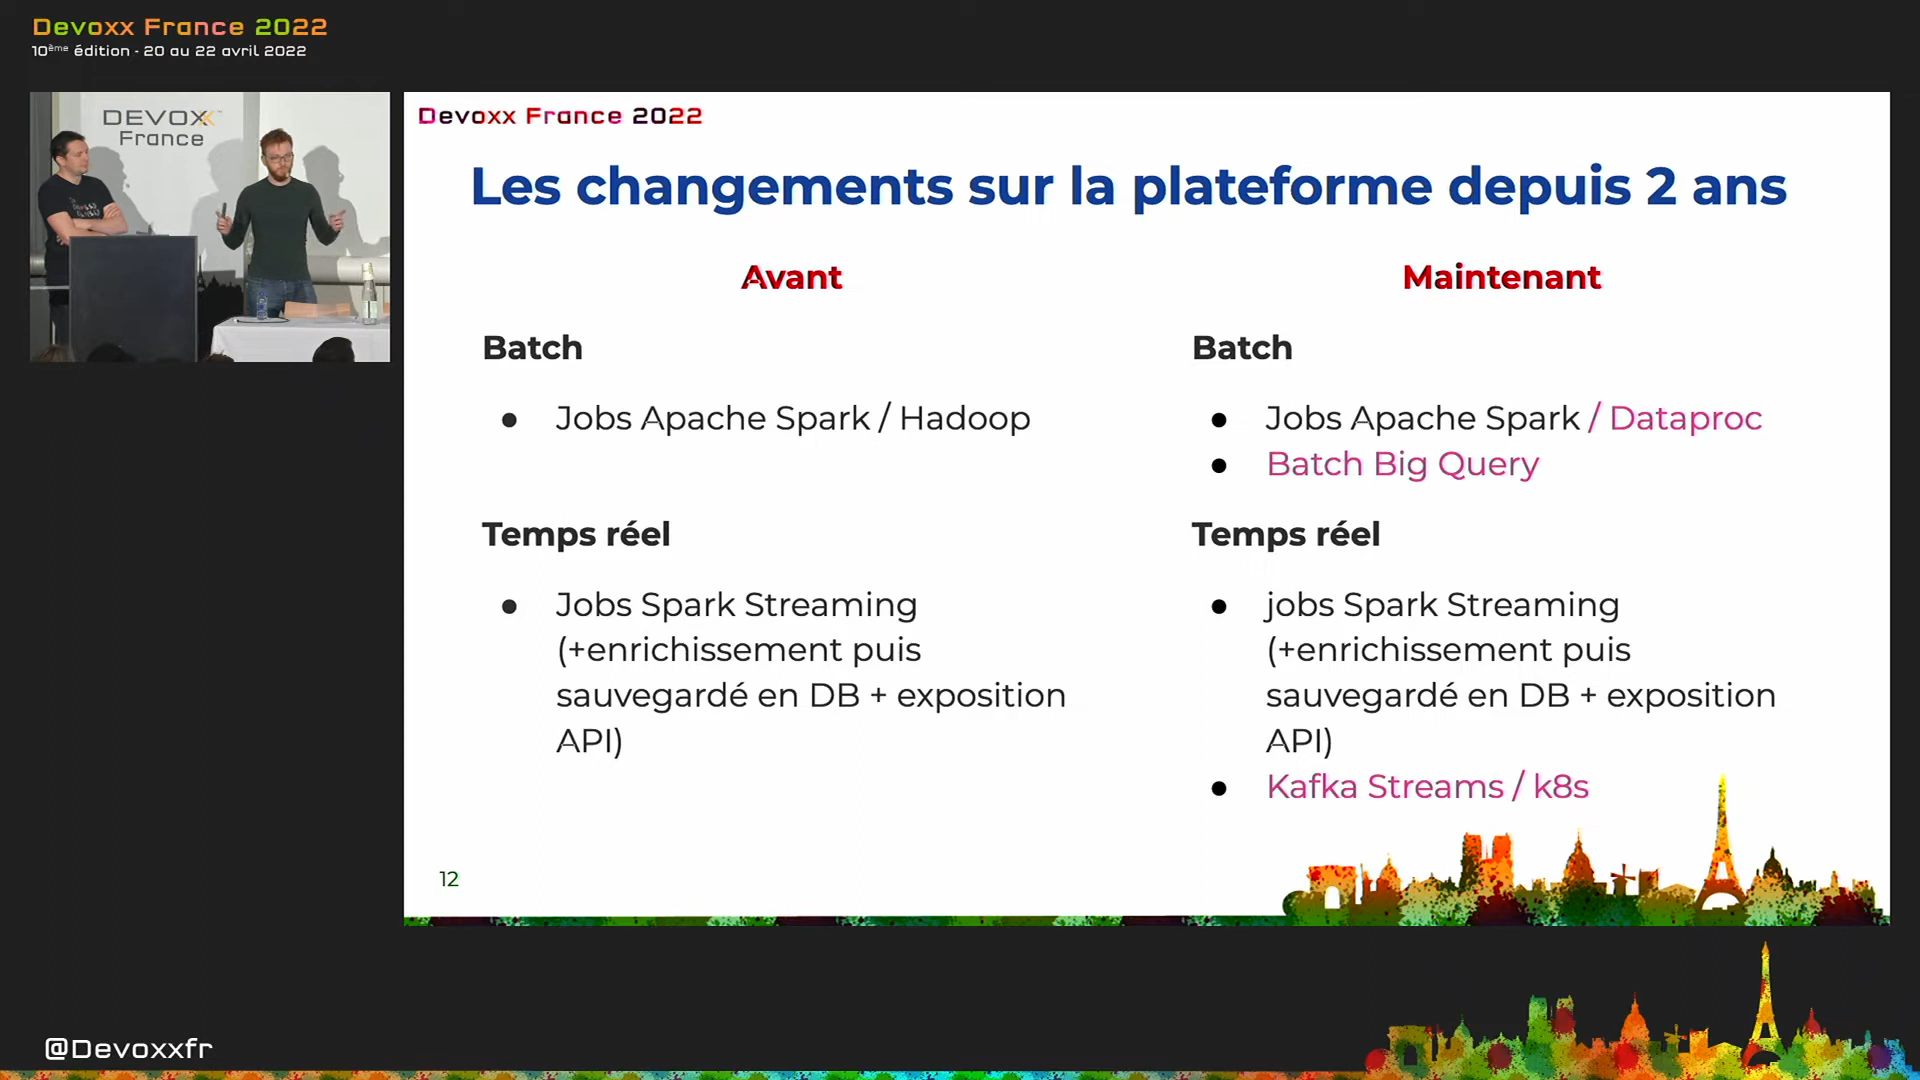 Devoxx France 2022
10ème édition - 20 au 22 avril 2022
DEVOXX
France
Devoxx France 2022
Les changements sur la plateforme depuis 2 ans
Avant
Batch
● Jobs Apache Spark / Hadoop
Temps réel
● Jobs Spark Streaming
(+enrichissement puis
sauvegardé en DB + exposition
API)
Maintenant
Batch
● Jobs Apache Spark / Dataproc
● Batch Big Query
Temps réel
● jobs Spark Streaming
(+enrichissement puis
sauvegardé en DB + exposition
API)
● Kafka Streams / k8s
12
@Devoxxfr